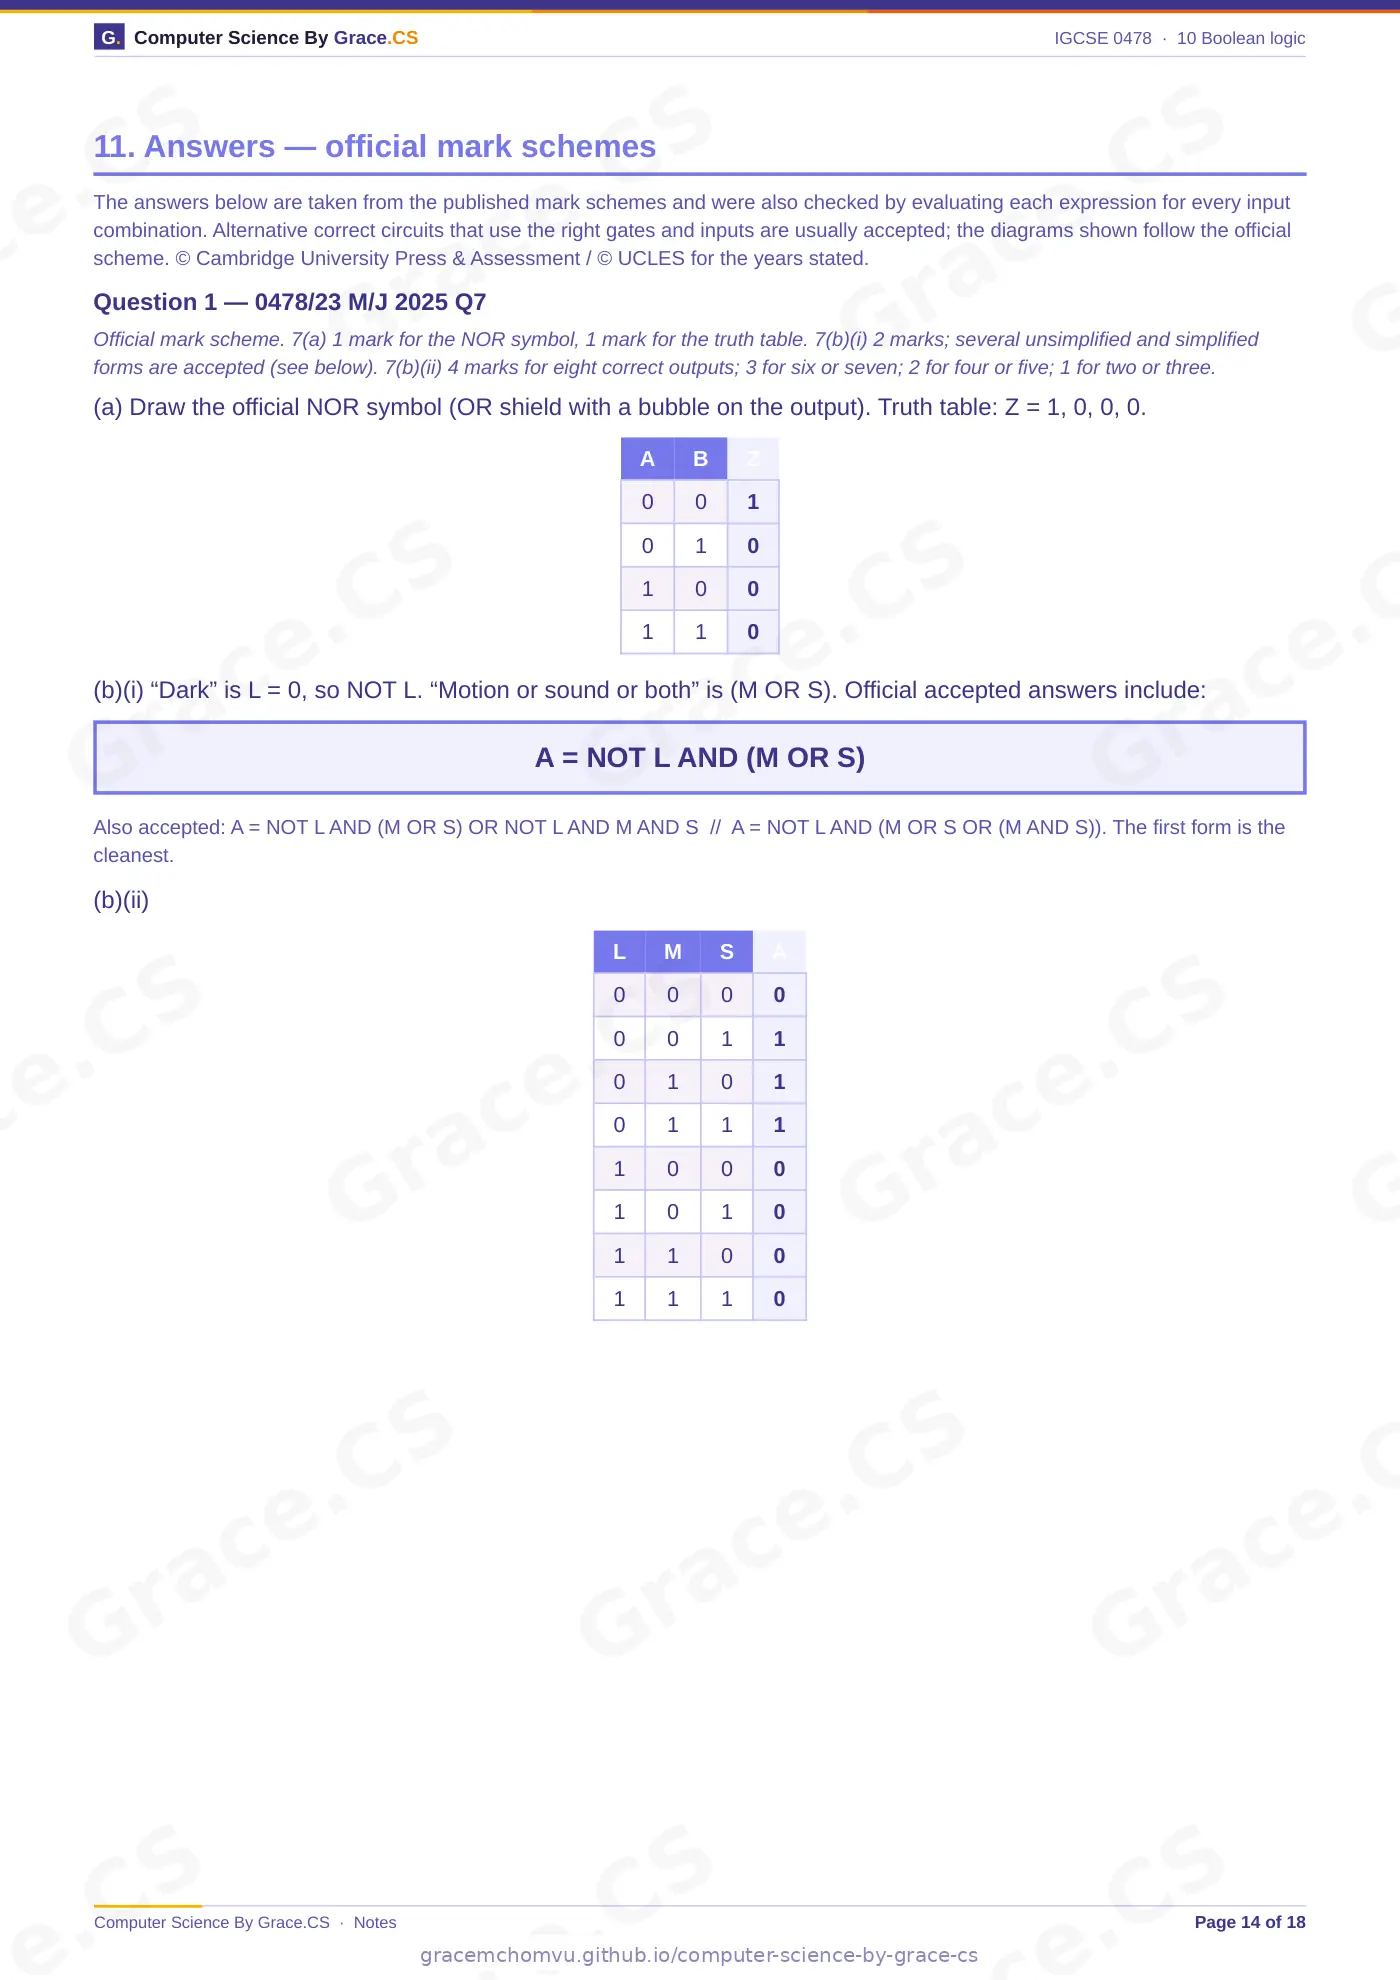 G. Computer Science By Grace.CS
IGCSE 0478 · 10 Boolean logic
11. Answers — official mark schemes
The answers below are taken from the published mark schemes and were also checked by evaluating each expression for every input
combination. Alternative correct circuits that use the right gates and inputs are usually accepted; the diagrams shown follow the official
scheme. © Cambridge University Press & Assessment / © UCLES for the years stated.
Question 1 — 0478/23 M/J 2025 Q7
Official mark scheme. 7(a) 1 mark for the NOR symbol, 1 mark for the truth table. 7(b)(i) 2 marks; several unsimplified and simplified
forms are accepted (see below). 7(b)(ii) 4 marks for eight correct outputs; 3 for six or seven; 2 for four or five; 1 for two or three.
(a) Draw the official NOR symbol (OR shield with a bubble on the output). Truth table: Z = 1, 0, 0, 0.
A B Z
0 0 1
0 1 0
1 0 0
1 1 0
(b)(i) “Dark” is L = 0, so NOT L. “Motion or sound or both” is (M OR S). Official accepted answers include:
A = NOT L AND (M OR S)
Also accepted: A = NOT L AND (M OR S) OR NOT L AND M AND S // A = NOT L AND (M OR S OR (M AND S)). The first form is the
cleanest.
(b)(ii)
L M S A
0 0 0 0
0 0 1 1
0 1 0 1
0 1 1 1
1 0 0 0
1 0 1 0
1 1 0 0
1 1 1 0
Computer Science By Grace.CS · Notes
Page 14 of 18
gracemchomvu.github.io/computer-science-by-grace-cs